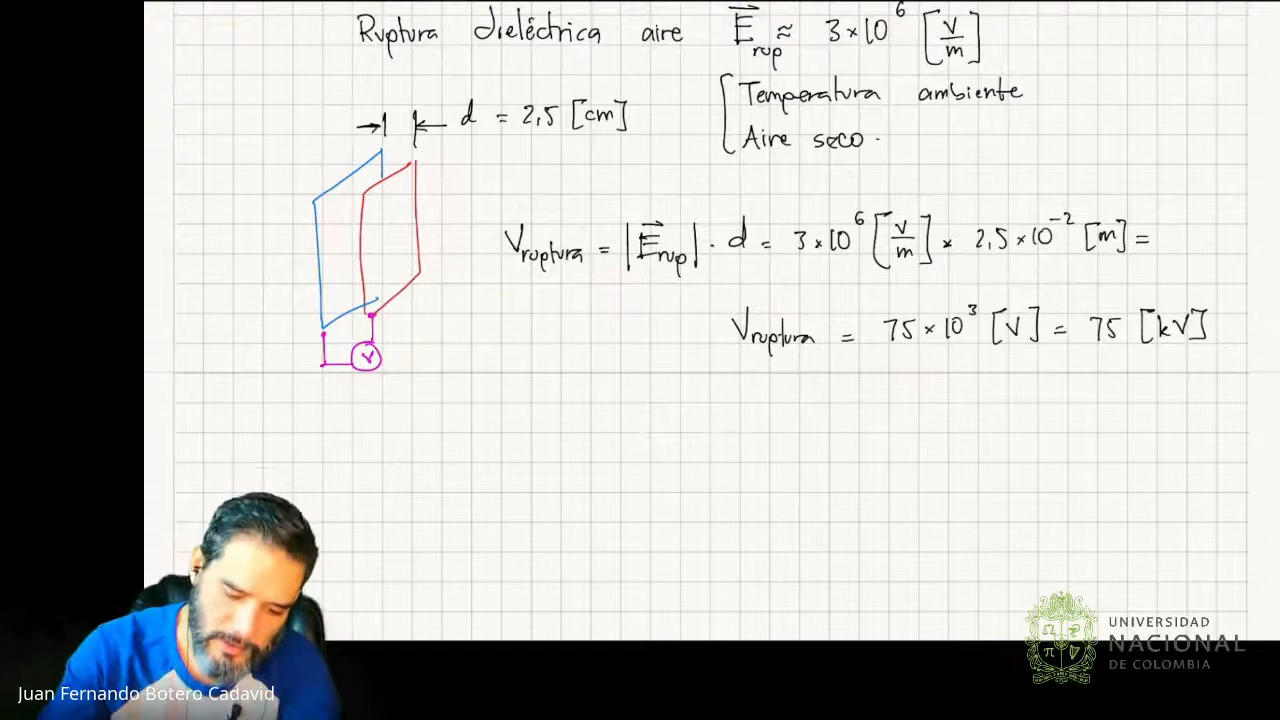 Ruptura dieléctrica aire E⃗rup ≈ 3×10⁶ [V/m]
Temperatura ambiente
d = 2,5 [cm]
Aire seco.
Vruptura = |E⃗rup| · d = 3×10⁶ [V/m] × 2,5×10⁻² [m] =
Vruptura = 75×10³ [V] = 75 [kV]
V
UNIVERSIDAD
NACIONAL
DE COLOMBIA
Juan Fernando Botero Cadavid